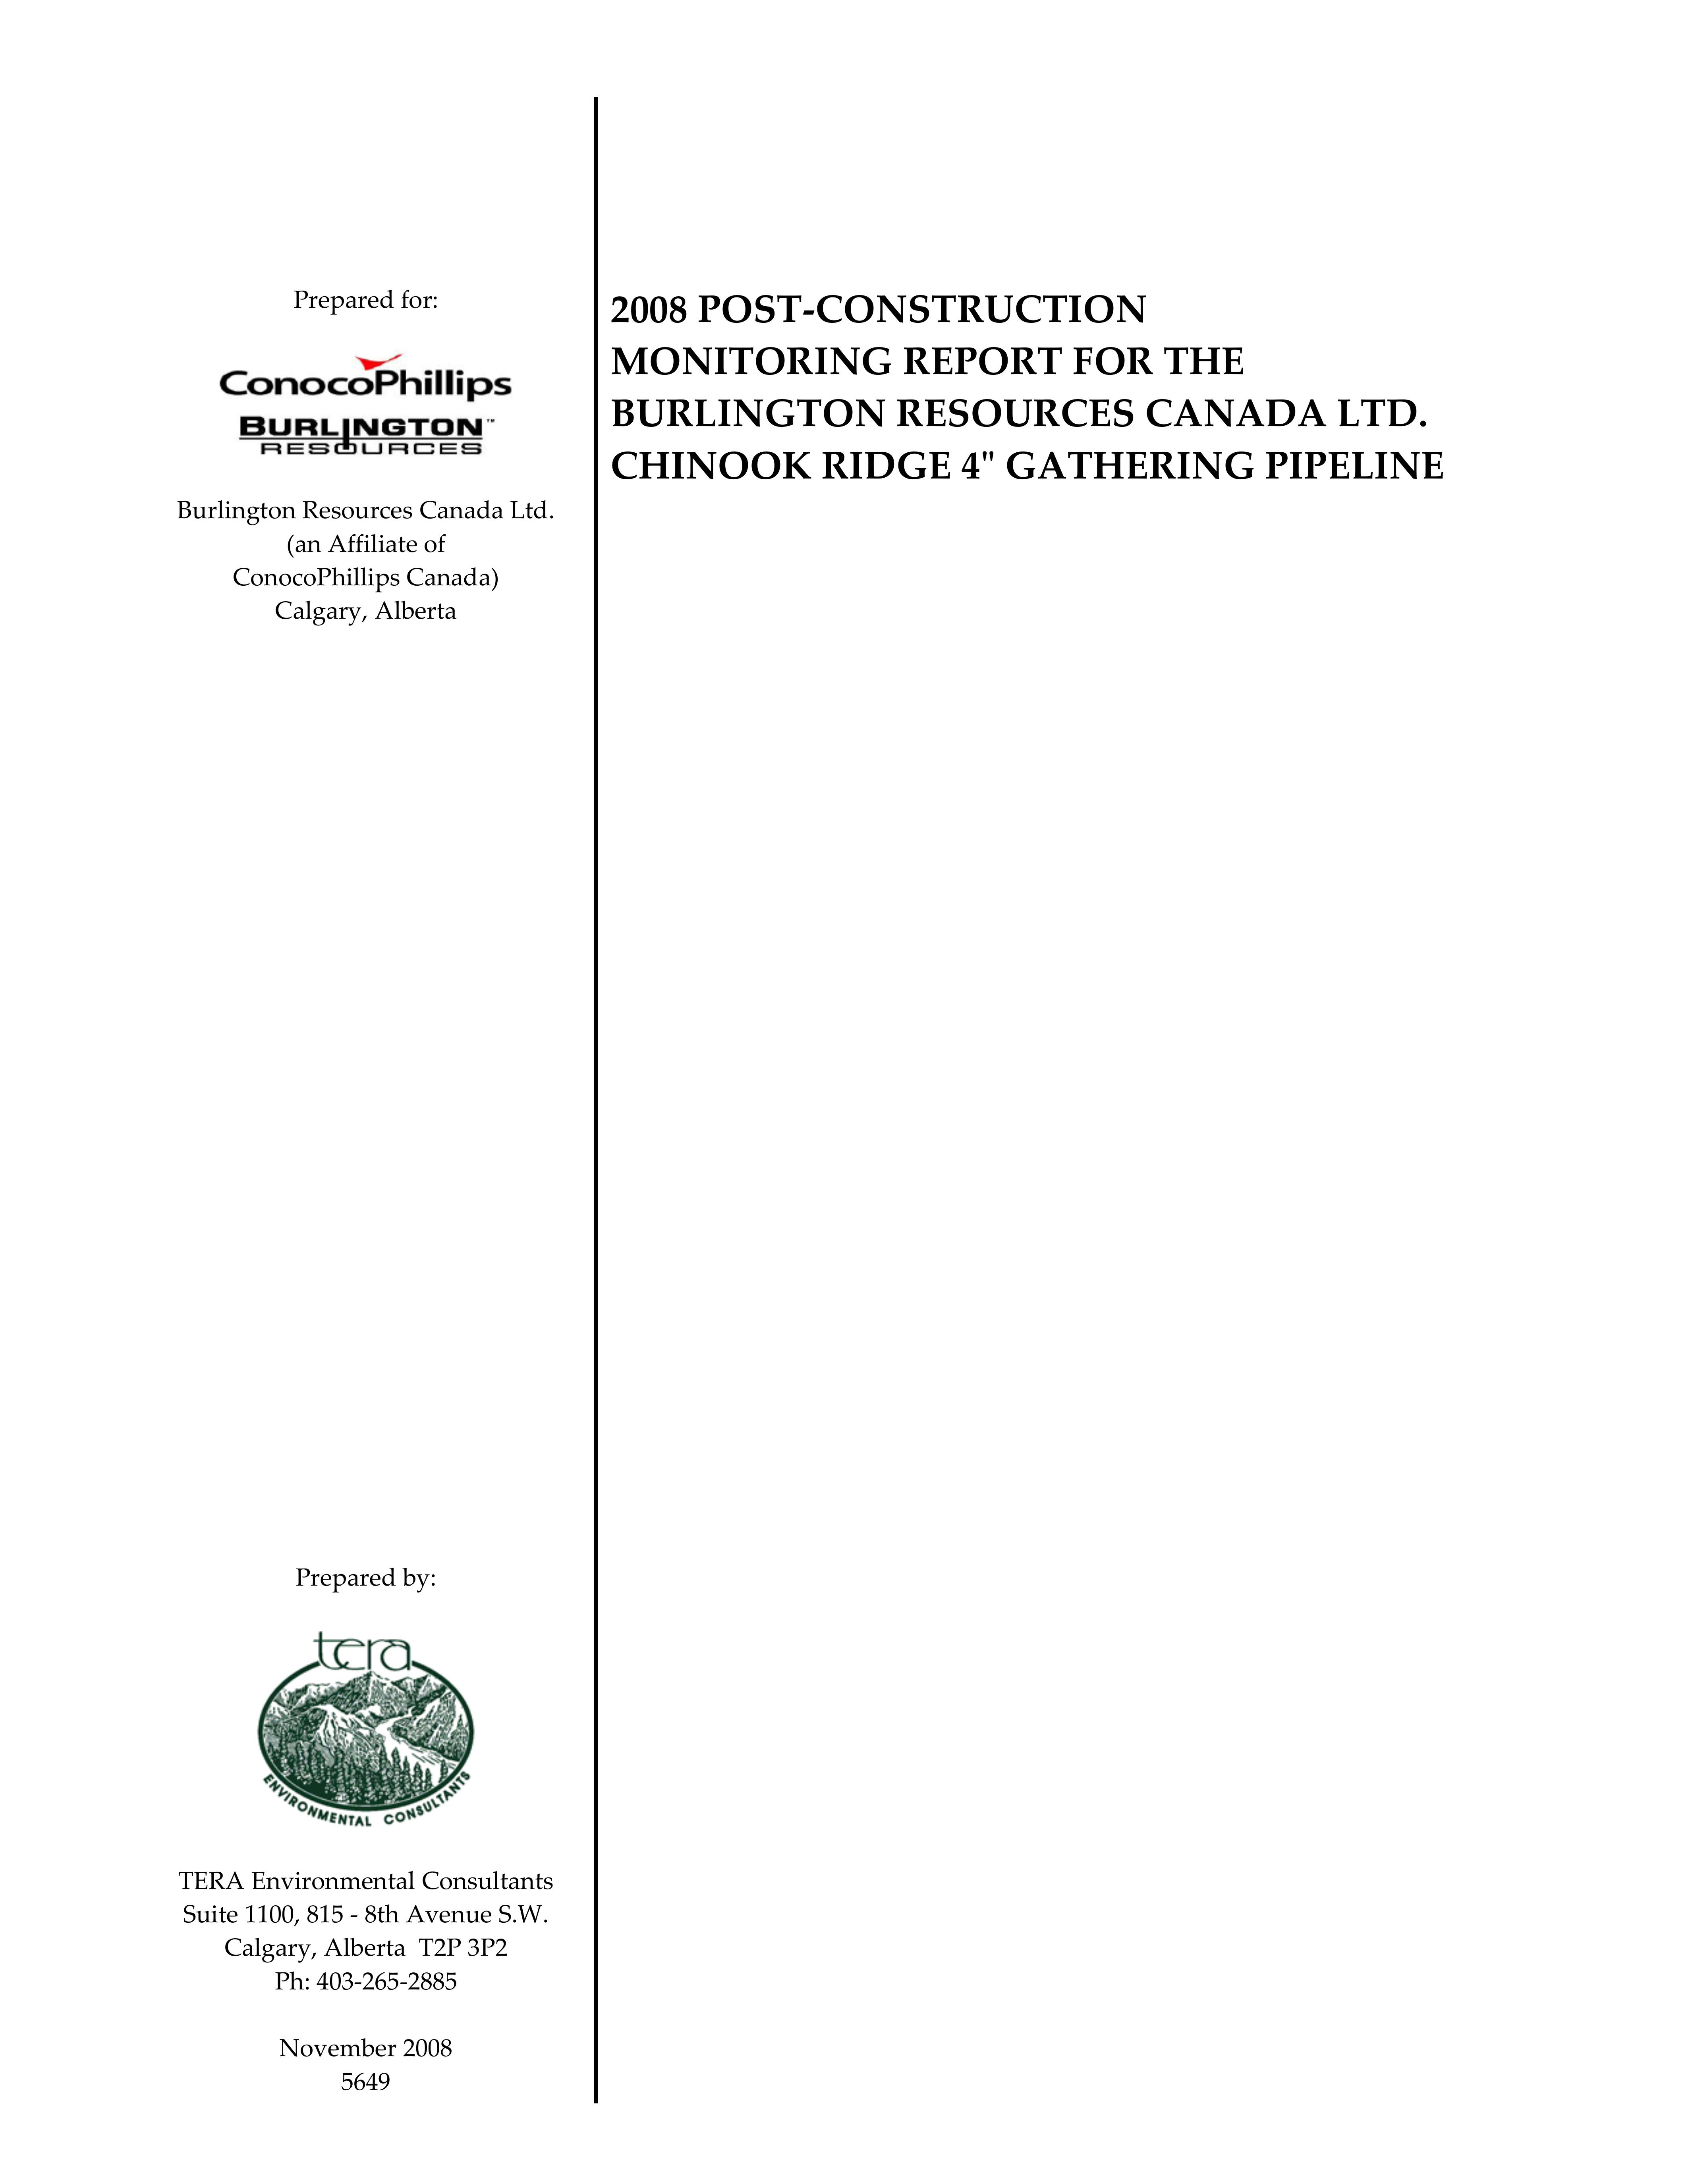 Prepared for:
ConocoPhillips
BURLINGTON™
RESOURCES
Burlington Resources Canada Ltd.
(an Affiliate of
ConocoPhillips Canada)
Calgary, Alberta
2008 POST-CONSTRUCTION
MONITORING REPORT FOR THE
BURLINGTON RESOURCES CANADA LTD.
CHINOOK RIDGE 4" GATHERING PIPELINE
Prepared by:
tera
ENVIRONMENTAL CONSULTANTS
TERA Environmental Consultants
Suite 1100, 815 - 8th Avenue S.W.
Calgary, Alberta T2P 3P2
Ph: 403-265-2885
November 2008
5649